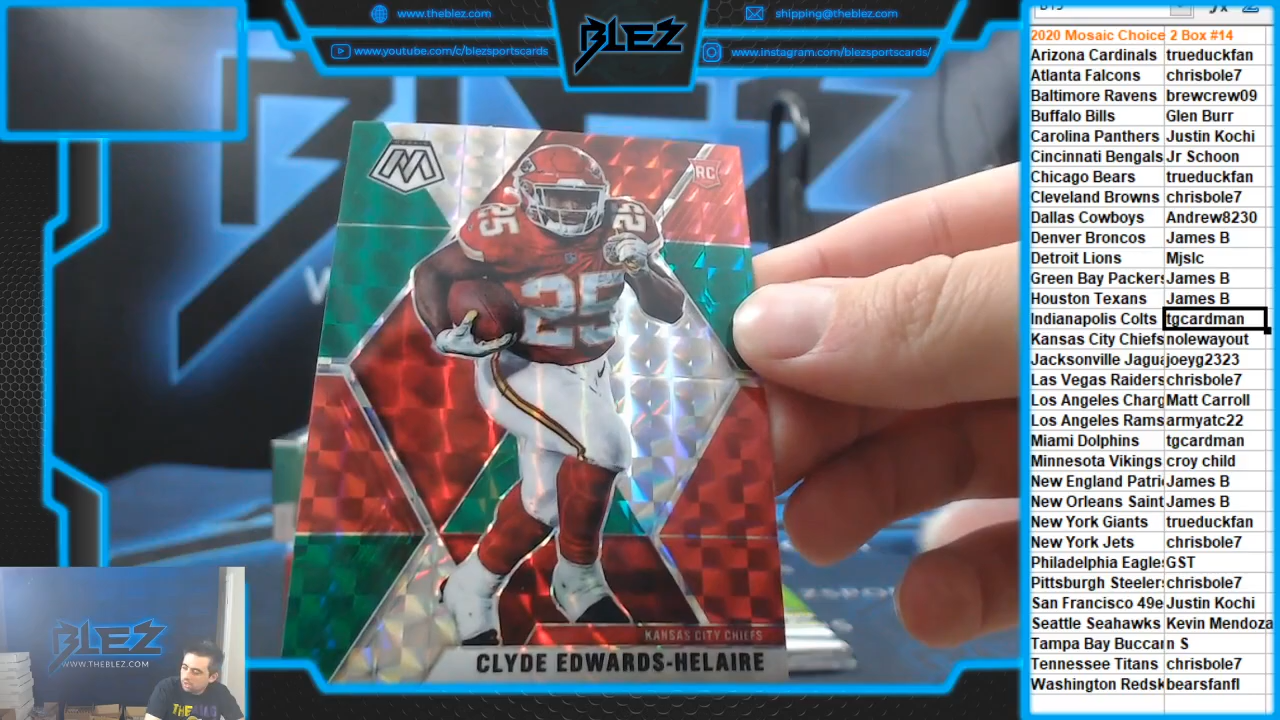 www.theblez.com
shipping@theblez.com
www.youtube.com/c/blezsportscards
www.instagram.com/blezsportscards/
BLEZ
2020 Mosaic Choice 2 Box #14
Arizona Cardinals trueduckfan
Atlanta Falcons chrisbole7
Baltimore Ravens brewcrew09
Buffalo Bills Glen Burr
Carolina Panthers Justin Kochi
Cincinnati Bengals Jr Schoon
Chicago Bears trueduckfan
Cleveland Browns chrisbole7
Dallas Cowboys Andrew8230
Denver Broncos James B
Detroit Lions Mjslc
Green Bay Packers James B
Houston Texans James B
Indianapolis Colts tgcardman
Kansas City Chiefs nolewayout
Jacksonville Jagua joeyg2323
Las Vegas Raiders chrisbole7
Los Angeles Charg Matt Carroll
Los Angeles Rams armyatc22
Miami Dolphins tgcardman
Minnesota Vikings croy child
New England Patri James B
New Orleans Saint James B
New York Giants trueduckfan
New York Jets chrisbole7
Philadelphia Eagle GST
Pittsburgh Steelers chrisbole7
San Francisco 49e Justin Kochi
Seattle Seahawks Kevin Mendoza
Tampa Bay Buccan n S
Tennessee Titans chrisbole7
Washington Redsk bearsfanfl
M
RC
25
25
25
KANSAS CITY CHIEFS
CLYDE EDWARDS-HELAIRE
BLEZ
WWW.THEBLEZ.COM
THE